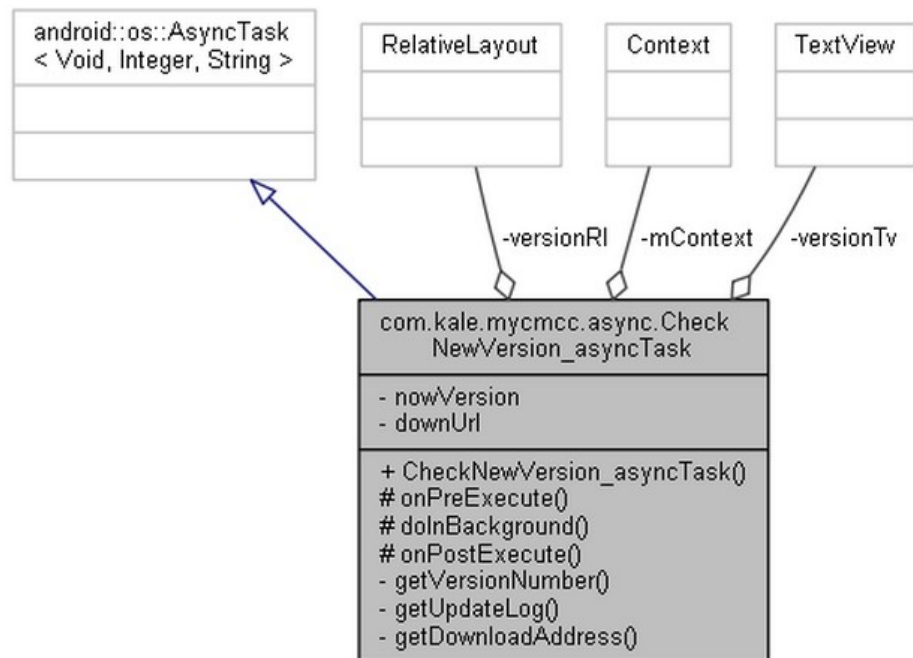 android::os::AsyncTask
< Void, Integer, String >
RelativeLayout
Context
TextView
-versionRl
-mContext
-versionTv
com.kale.mycmcc.async.Check
NewVersion_asyncTask
- nowVersion
- downUrl
+ CheckNewVersion_asyncTask()
# onPreExecute()
# doInBackground()
# onPostExecute()
- getVersionNumber()
- getUpdateLog()
- getDownloadAddress()